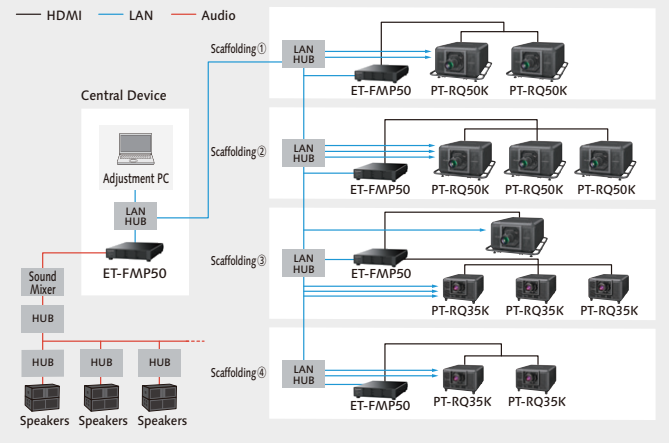 HDMI LAN Audio
Central Device
Adjustment PC
LAN
HUB
ET-FMP50
Sound
Mixer
HUB
HUB HUB HUB
Speakers Speakers Speakers
Scaffolding①
LAN
HUB
ET-FMP50 PT-RQ50K PT-RQ50K
Scaffolding②
LAN
HUB
ET-FMP50 PT-RQ50K PT-RQ50K PT-RQ50K
Scaffolding③
LAN
HUB
ET-FMP50
PT-RQ35K PT-RQ35K PT-RQ35K
Scaffolding④
LAN
HUB
ET-FMP50 PT-RQ35K PT-RQ35K